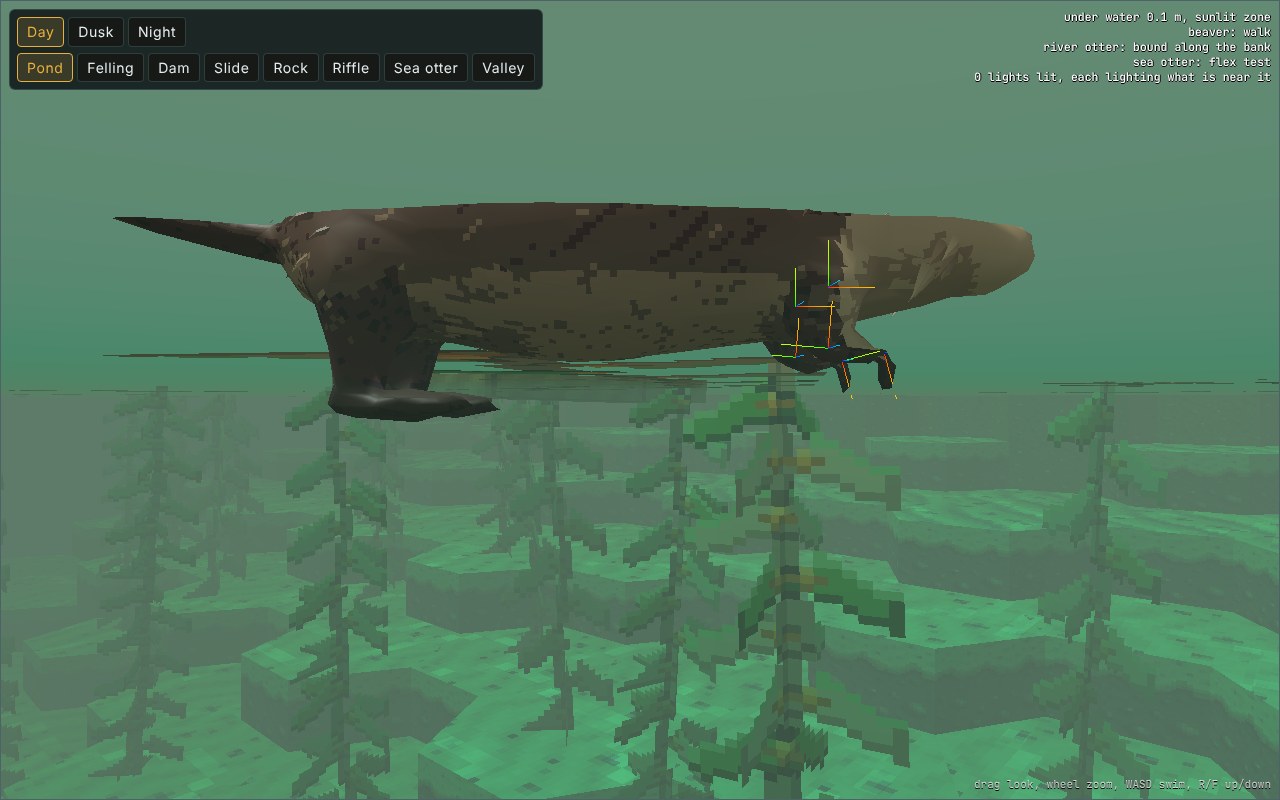 Day Dusk Night
Pond Felling Dam Slide Rock Riffle Sea otter Valley
under water 0.1 m, sunlit zone
beaver: walk
river otter: bound along the bank
sea otter: flex test
0 lights lit, each lighting what is near it
drag look, wheel zoom, WASD swim, R/F up/down